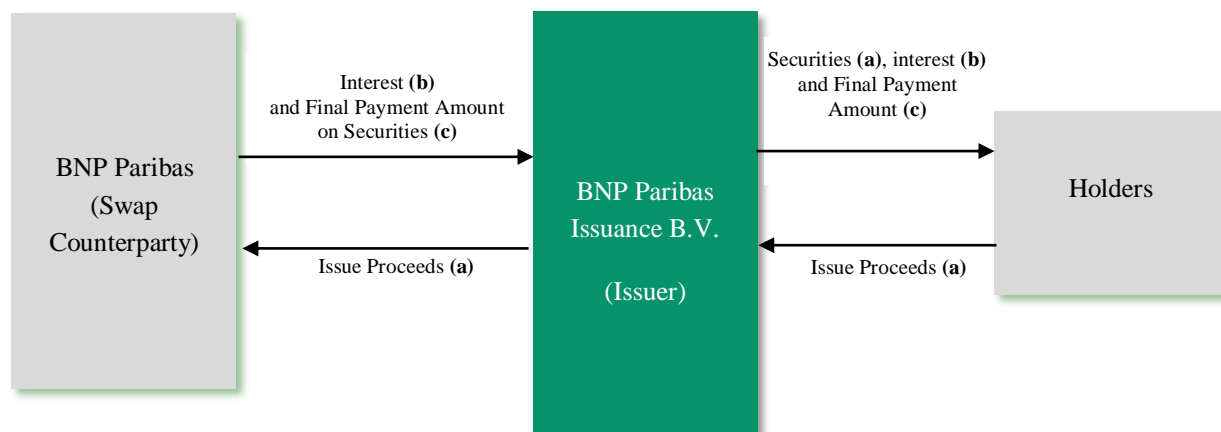 BNP Paribas
(Swap
Counterparty)
Interest (b)
and Final Payment Amount
on Securities (c)
Issue Proceeds (a)
BNP Paribas
Issuance B.V.
(Issuer)
Securities (a), interest (b)
and Final Payment
Amount (c)
Issue Proceeds (a)
Holders